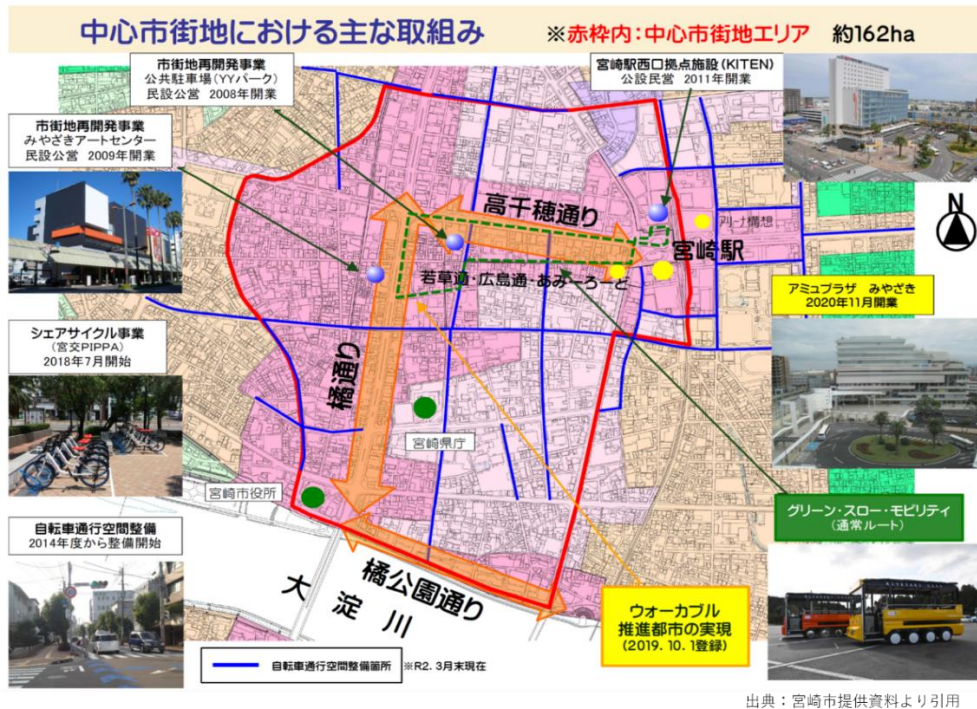 中心市街地における主な取組み ※赤枠内：中心市街地エリア 約162ha
市街地再開発事業
公共駐車場(YYパーク)
民設公営 2008年開業
宮崎駅西口拠点施設(KITEN)
公設民営 2011年開業
市街地再開発事業
みやざきアートセンター
民設公営 2009年開業
N
高千穂通り
アリーナ構想
宮崎駅
若草通・広島通・あみーろーど
アミュプラザ みやざき
2020年11月開業
シェアサイクル事業
(宮交PIPPA)
2018年7月開始
橘通り
宮崎県庁
宮崎市役所
グリーン・スロー・モビリティ
(通常ルート)
自転車通行空間整備
2014年度から整備開始
橘公園通り
大淀川
ウォーカブル
推進都市の実現
(2019.10.1登録)
自転車通行空間整備箇所 ※R2.3月末現在
出典：宮崎市提供資料より引用